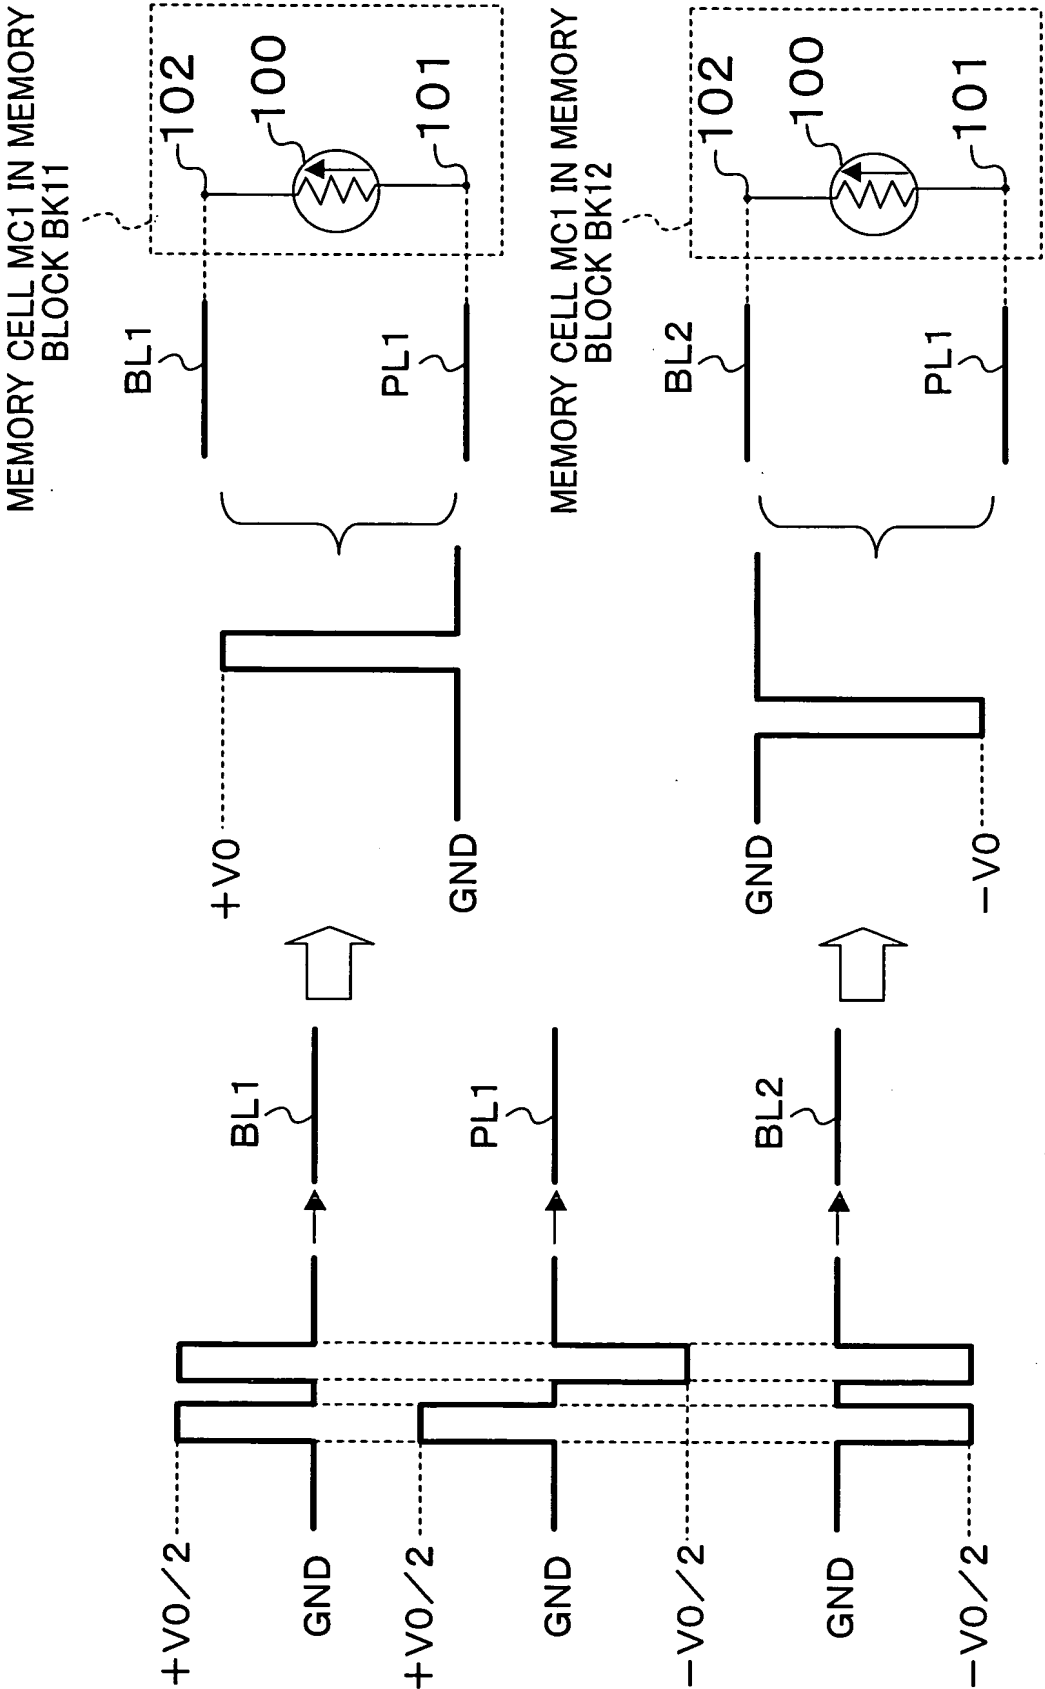 +V0/2
GND
+V0/2
GND
-V0/2
GND
-V0/2
BL1
PL1
BL2
+V0
GND
GND
-V0
BL1
PL1
MEMORY CELL MC1 IN MEMORY
BLOCK BK11
102
100
101
BL2
PL1
MEMORY CELL MC1 IN MEMORY
BLOCK BK12
102
100
101